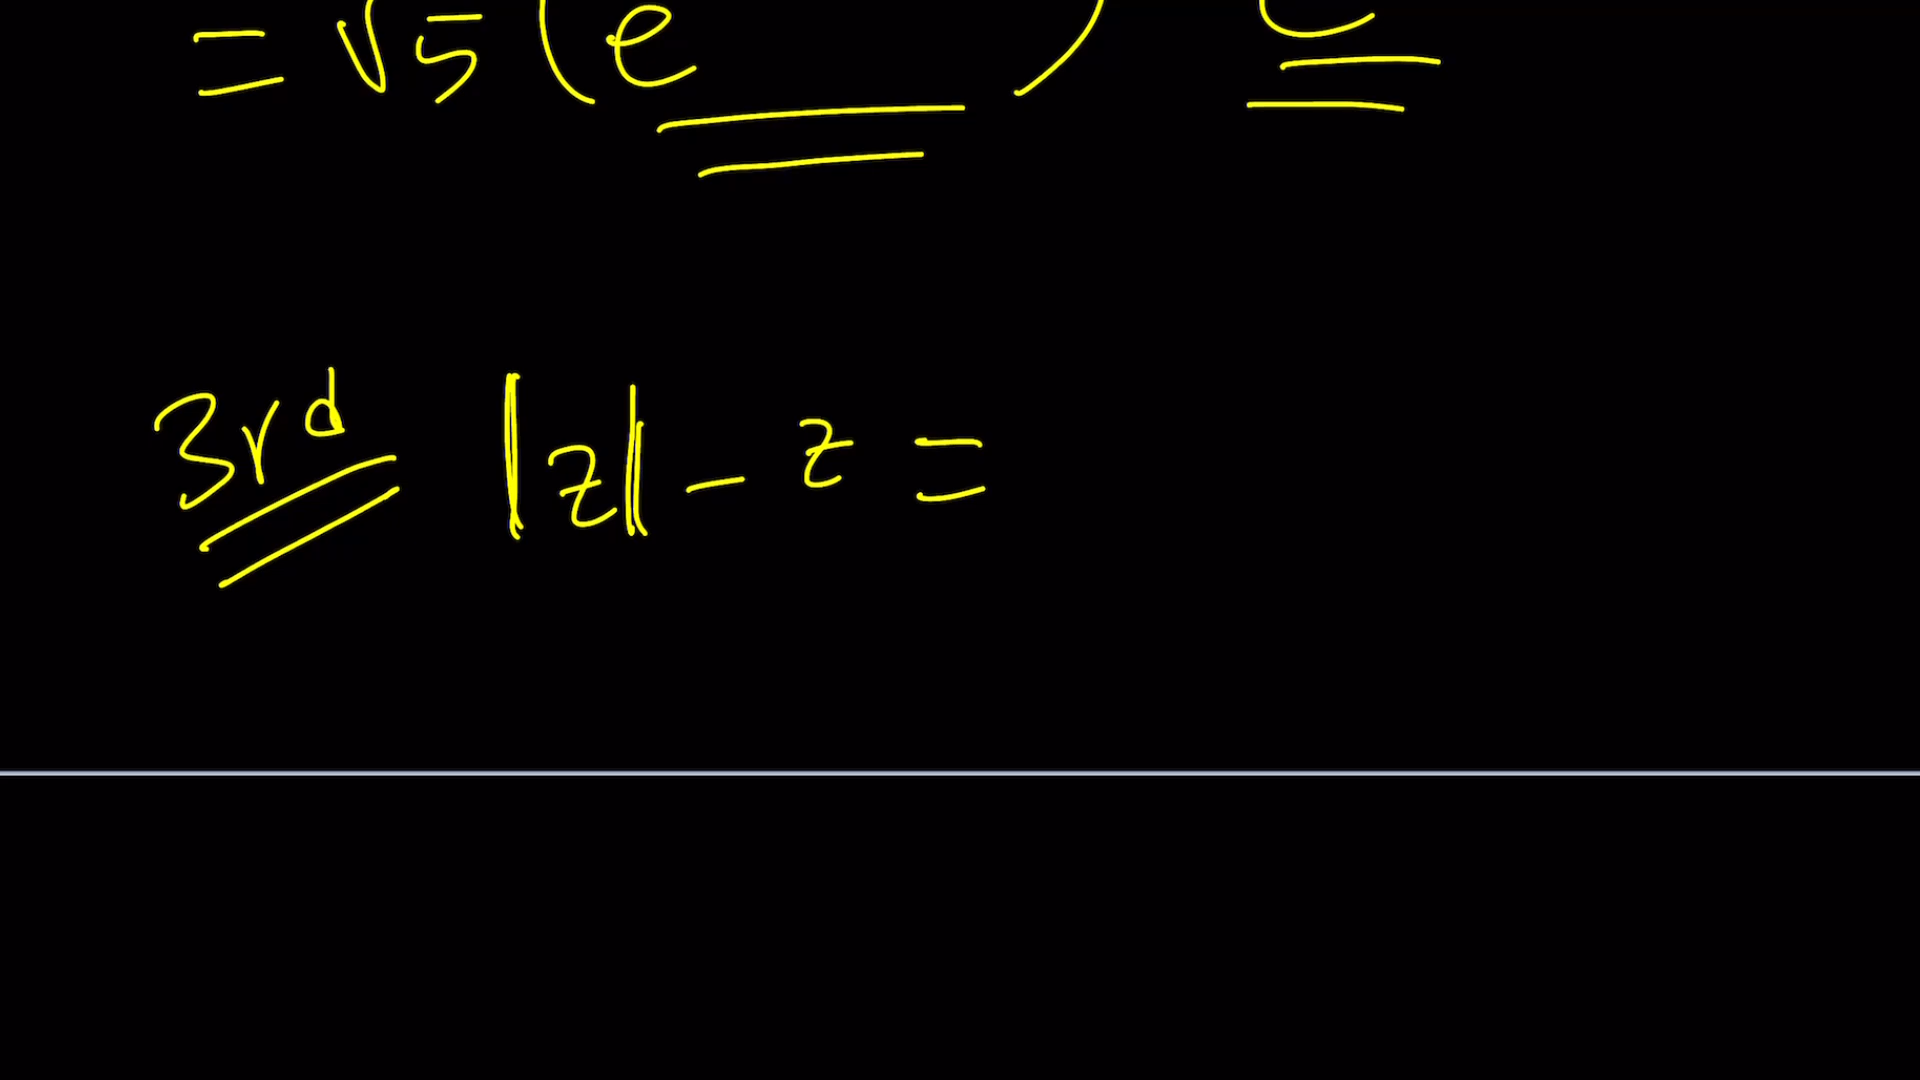 = √5 (e )
3rd |z| - z =